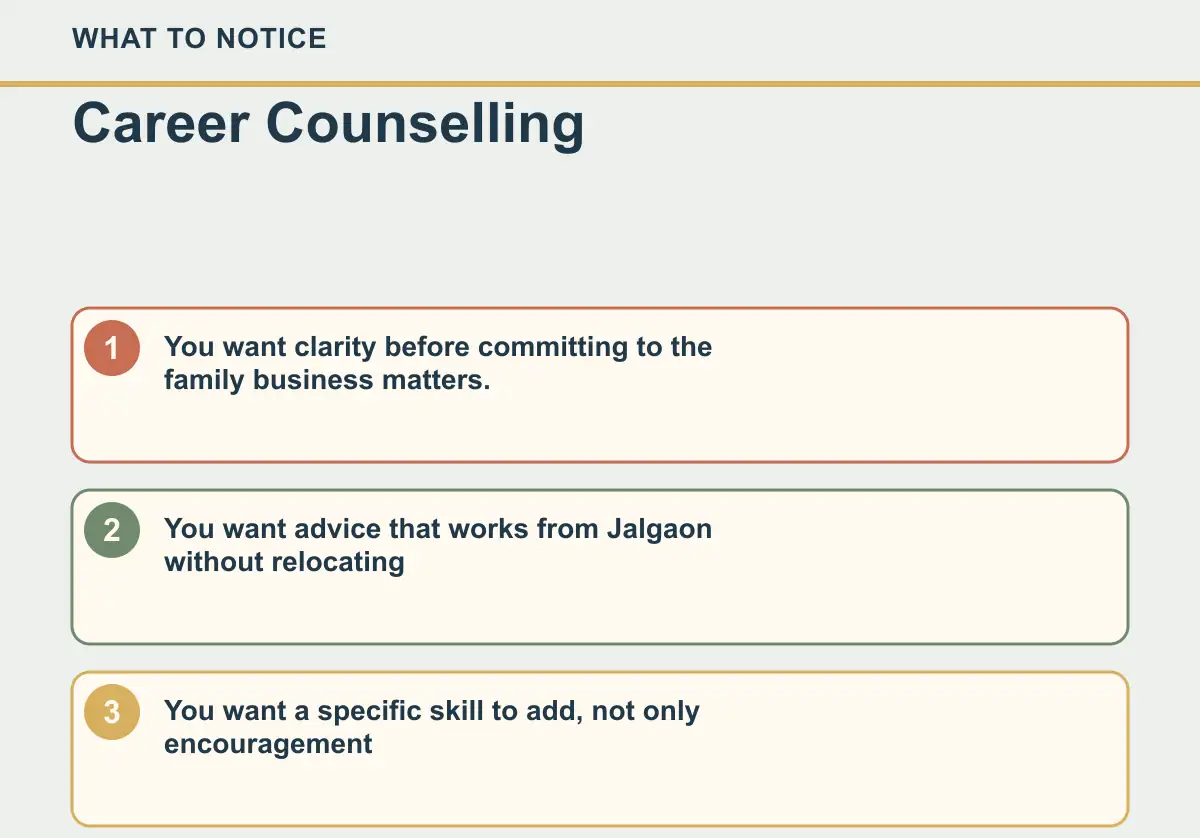 WHAT TO NOTICE
Career Counselling
1
You want clarity before committing to the
family business matters.
2
You want advice that works from Jalgaon
without relocating
3
You want a specific skill to add, not only
encouragement